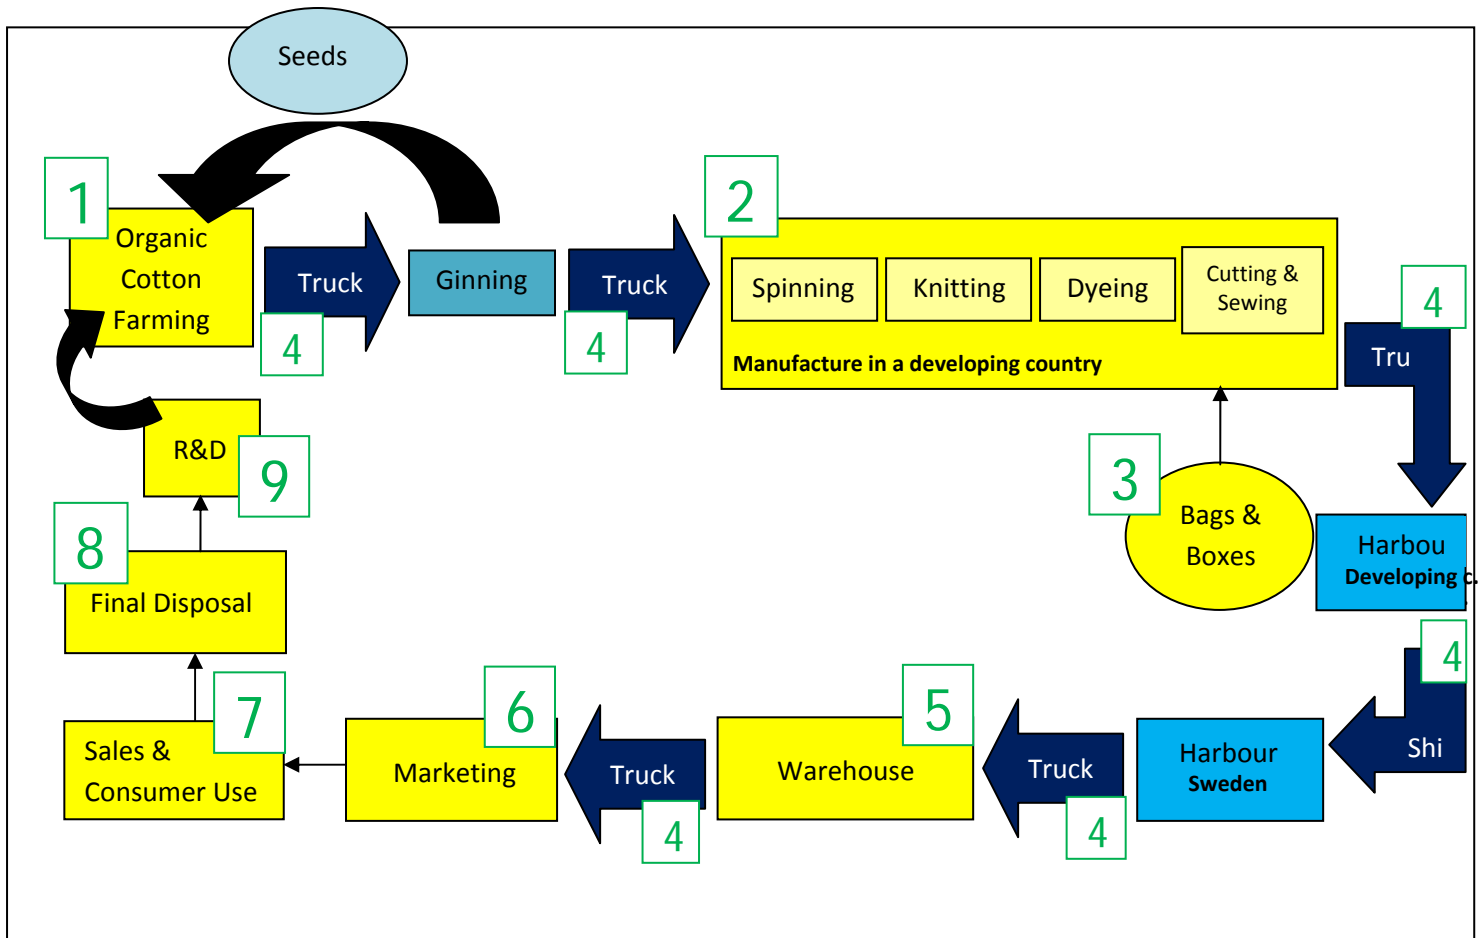 Seeds
1
Organic
Cotton
Farming
Truck
4
Ginning
Truck
4
2
Spinning
Knitting
Dyeing
Cutting &
Sewing
Manufacture in a developing country
4
Tru
R&D
9
3
Bags &
Boxes
Harbou
Developing c.
8
Final Disposal
4
Shi
7
Sales &
Consumer Use
6
Marketing
Truck
4
5
Warehouse
Truck
4
Harbour
Sweden